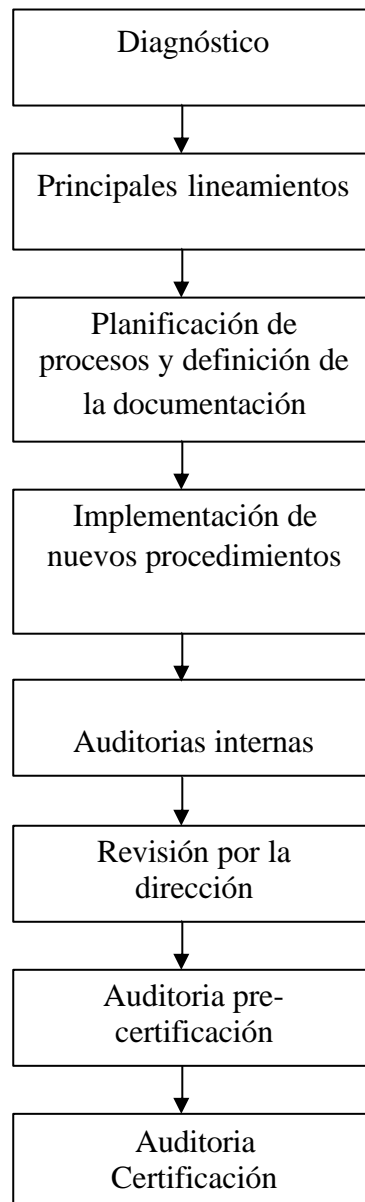 Diagnóstico
Principales lineamientos
Planificación de
procesos y definición de
la documentación
Implementación de
nuevos procedimientos
Auditorias internas
Revisión por la
dirección
Auditoria pre-
certificación
Auditoria
Certificación